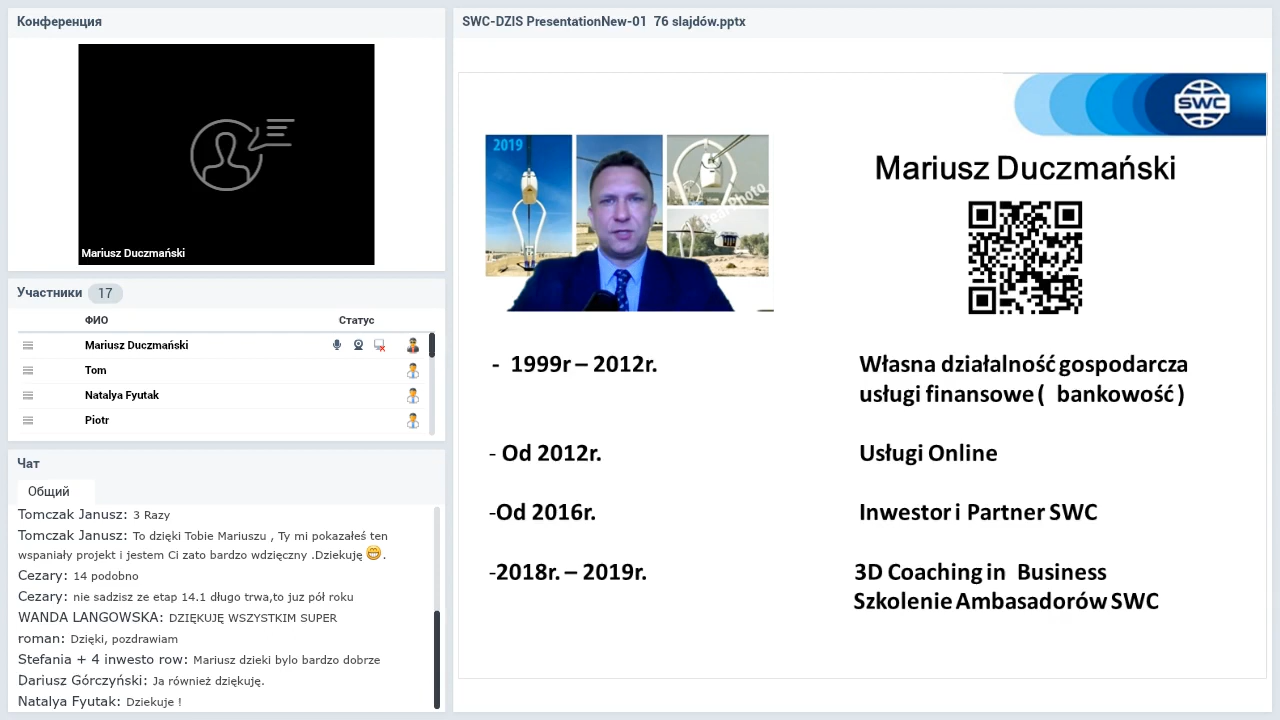 Конференция
Mariusz Duczmański
Участники 17
ФИО Статус
Mariusz Duczmański
Tom
Natalya Fyutak
Piotr
Чат
Общий
Tomczak Janusz: 3 Razy
Tomczak Janusz: To dzięki Tobie Mariuszu , Ty mi pokazałeś ten
wspaniały projekt i jestem Ci zato bardzo wdzięczny .Dziekuję .
Cezary: 14 podobno
Cezary: nie sadzisz ze etap 14.1 długo trwa,to juz pół roku
WANDA LANGOWSKA: DZIĘKUJĘ WSZYSTKIM SUPER
roman: Dzięki, pozdrawiam
Stefania + 4 inwesto row: Mariusz dzieki bylo bardzo dobrze
Dariusz Górczyński: Ja również dziękuję.
Natalya Fyutak: Dziekuje !
SWC-DZIS PresentationNew-01 76 slajdów.pptx
SWC
2019
RealPhoto
Mariusz Duczmański
- 1999r – 2012r. Własna działalność gospodarcza
usługi finansowe ( bankowość )
- Od 2012r. Usługi Online
-Od 2016r. Inwestor i Partner SWC
-2018r. – 2019r. 3D Coaching in Business
Szkolenie Ambasadorów SWC